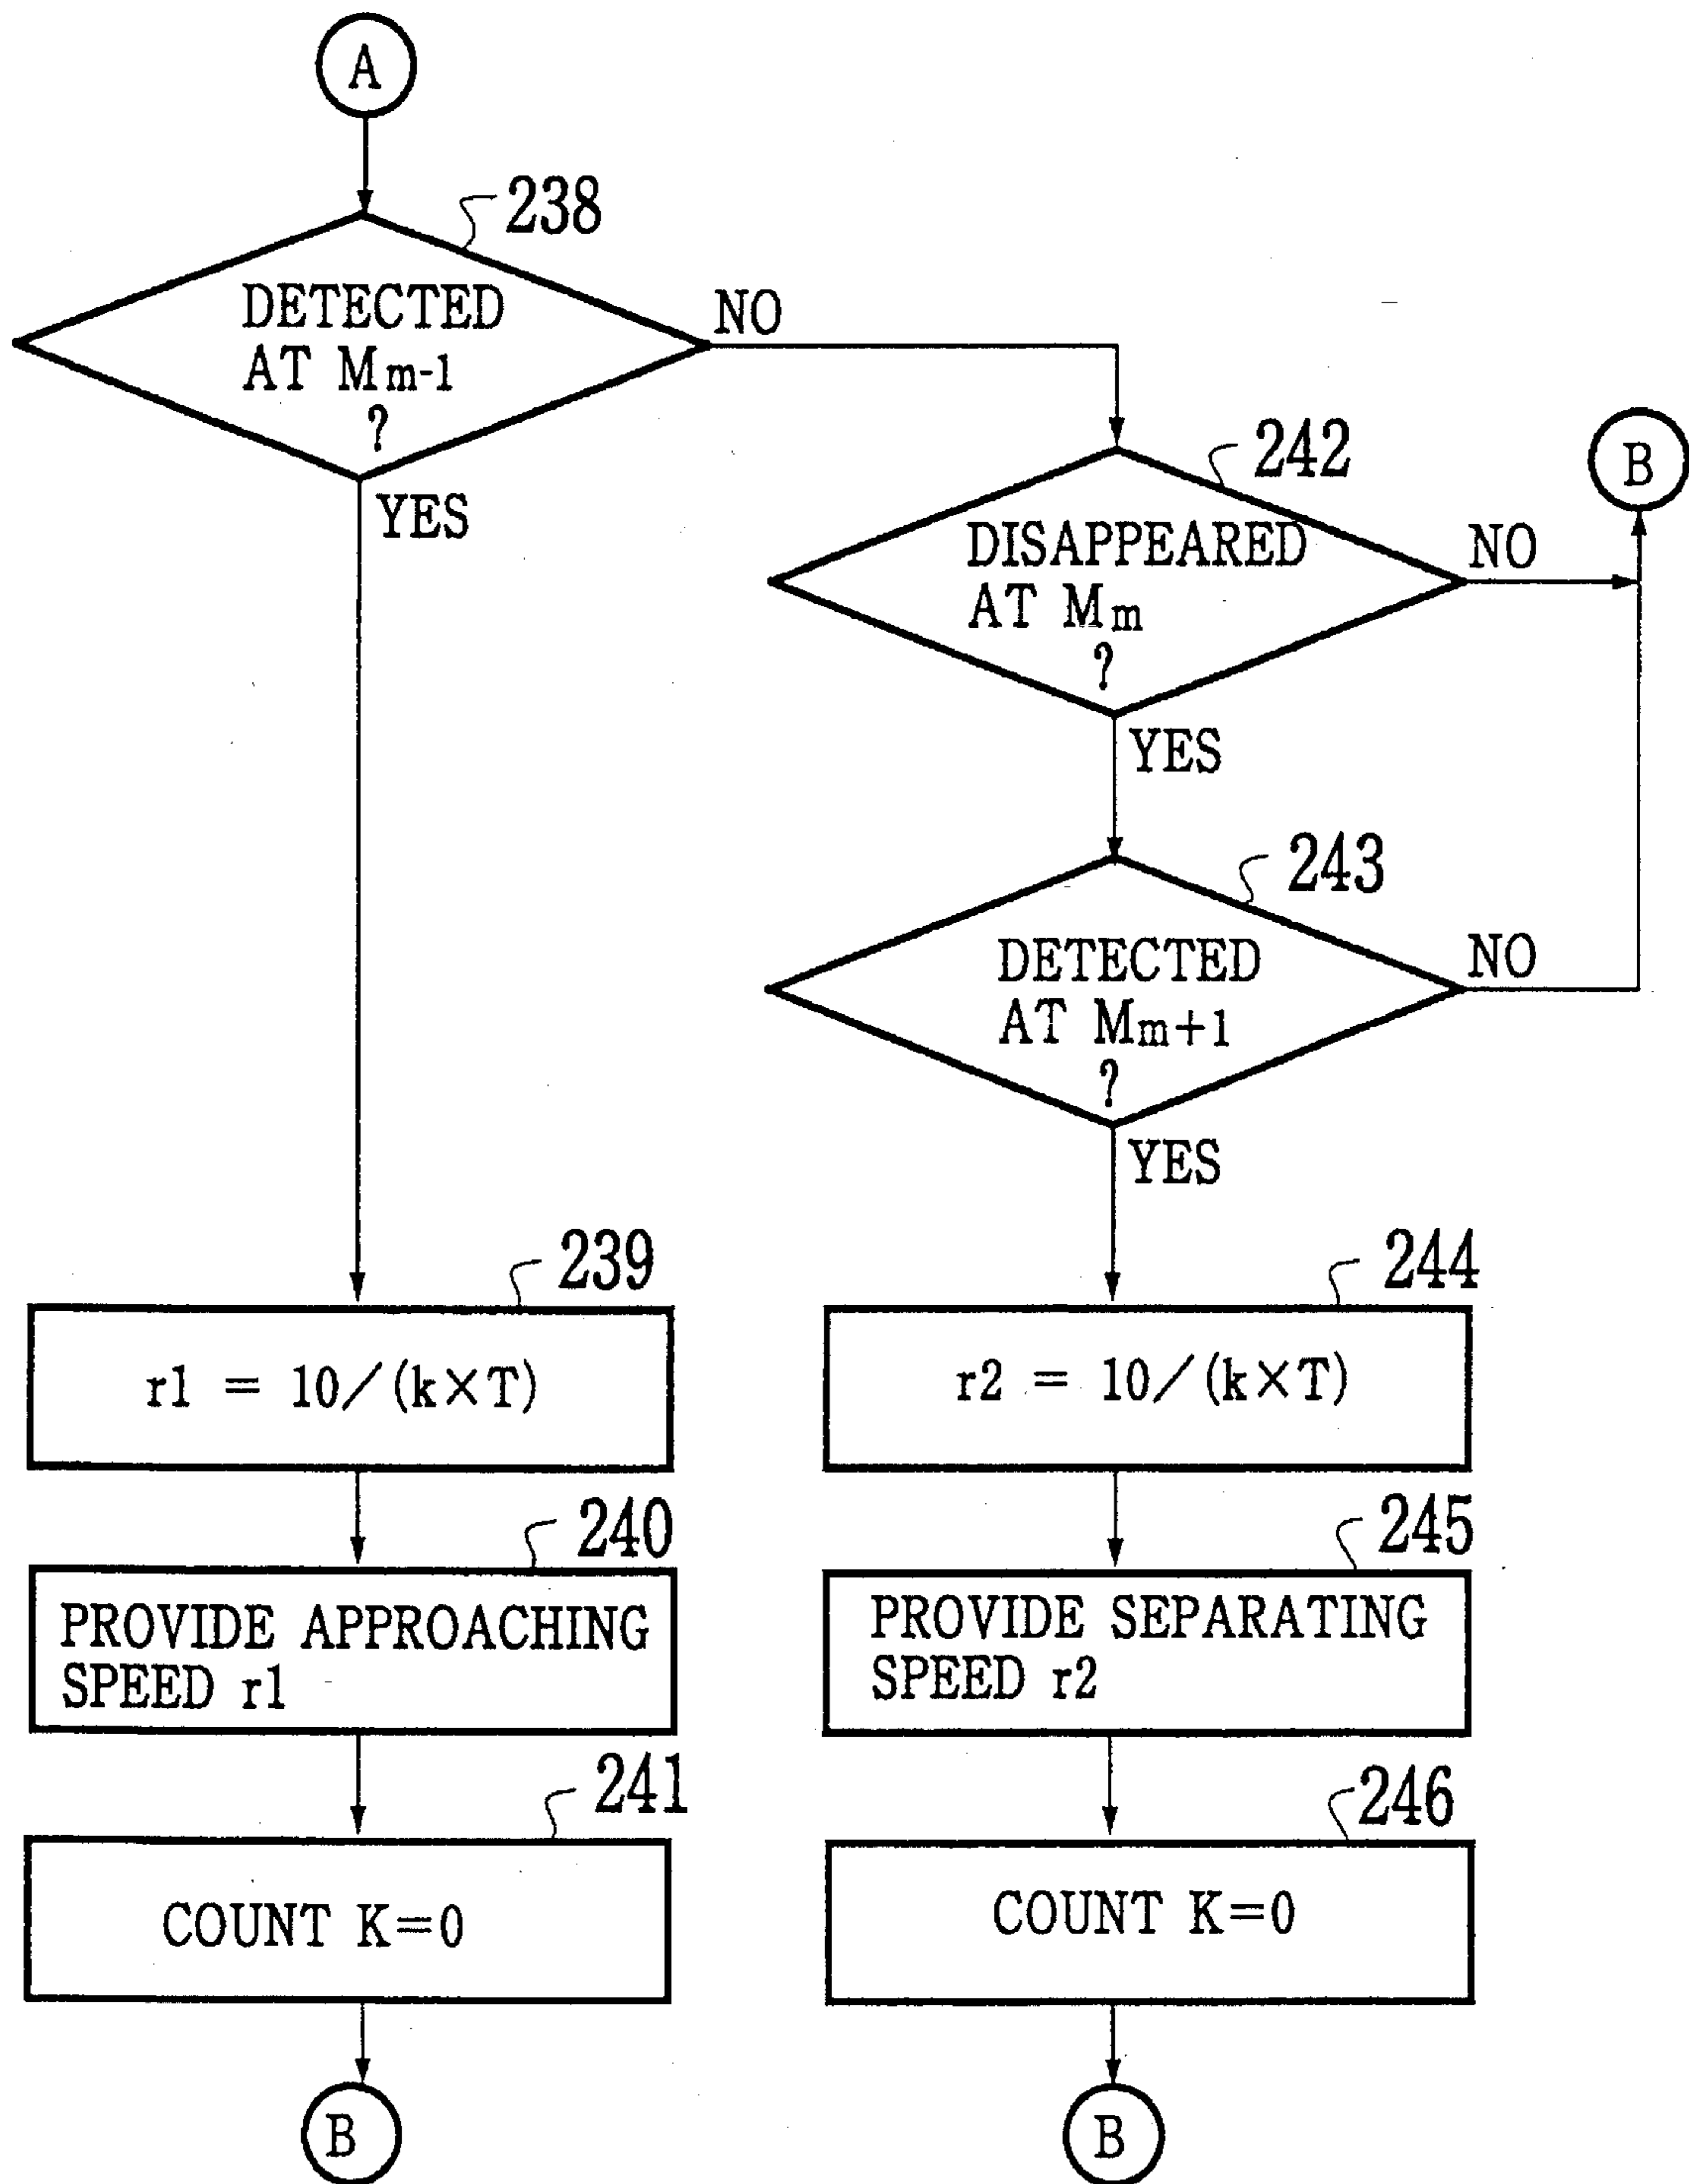 A
238
DETECTED
AT Mm-1
?
NO
YES
242
B
DISAPPEARED
AT Mm
?
NO
YES
243
DETECTED
AT Mm+1
?
NO
YES
239
r1 = 10/(k×T)
244
r2 = 10/(k×T)
240
PROVIDE APPROACHING
SPEED r1
245
PROVIDE SEPARATING
SPEED r2
241
COUNT K=0
246
COUNT K=0
B
B